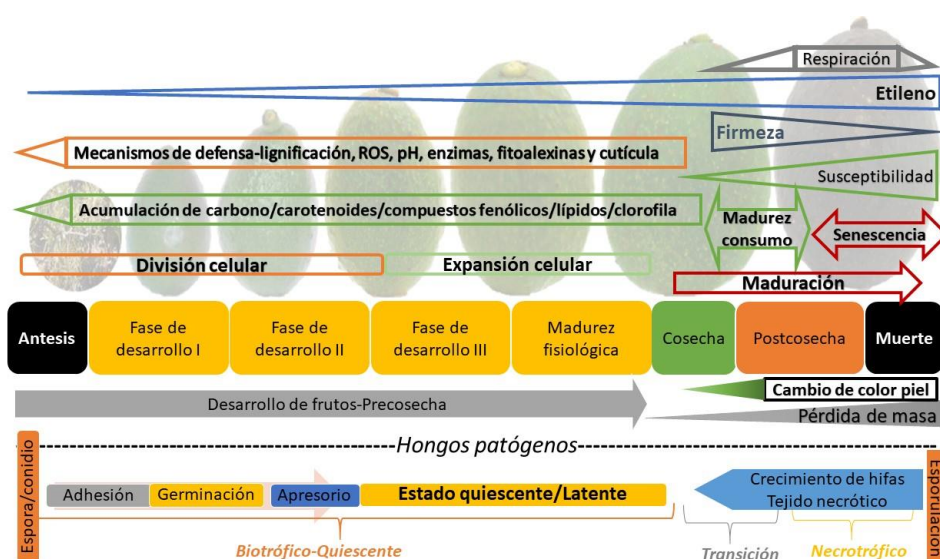 Respiración
Etileno
Firmeza
Mecanismos de defensa-lignificación, ROS, pH, enzimas, fitoalexinas y cutícula
Susceptibilidad
Acumulación de carbono/carotenoides/compuestos fenólicos/lípidos/clorofila
Madurez
consumo
Senescencia
División celular
Expansión celular
Maduración
Antesis
Fase de
desarrollo I
Fase de
desarrollo II
Fase de
desarrollo III
Madurez
fisiológica
Cosecha
Postcosecha
Muerte
Cambio de color piel
Desarrollo de frutos-Precosecha
Pérdida de masa
Hongos patógenos
Espora/conidio
Adhesión
Germinación
Apresorio
Estado quiescente/Latente
Crecimiento de hifas
Tejido necrótico
Esporulación
Biotrófico-Quiescente
Transición
Necrotrófico